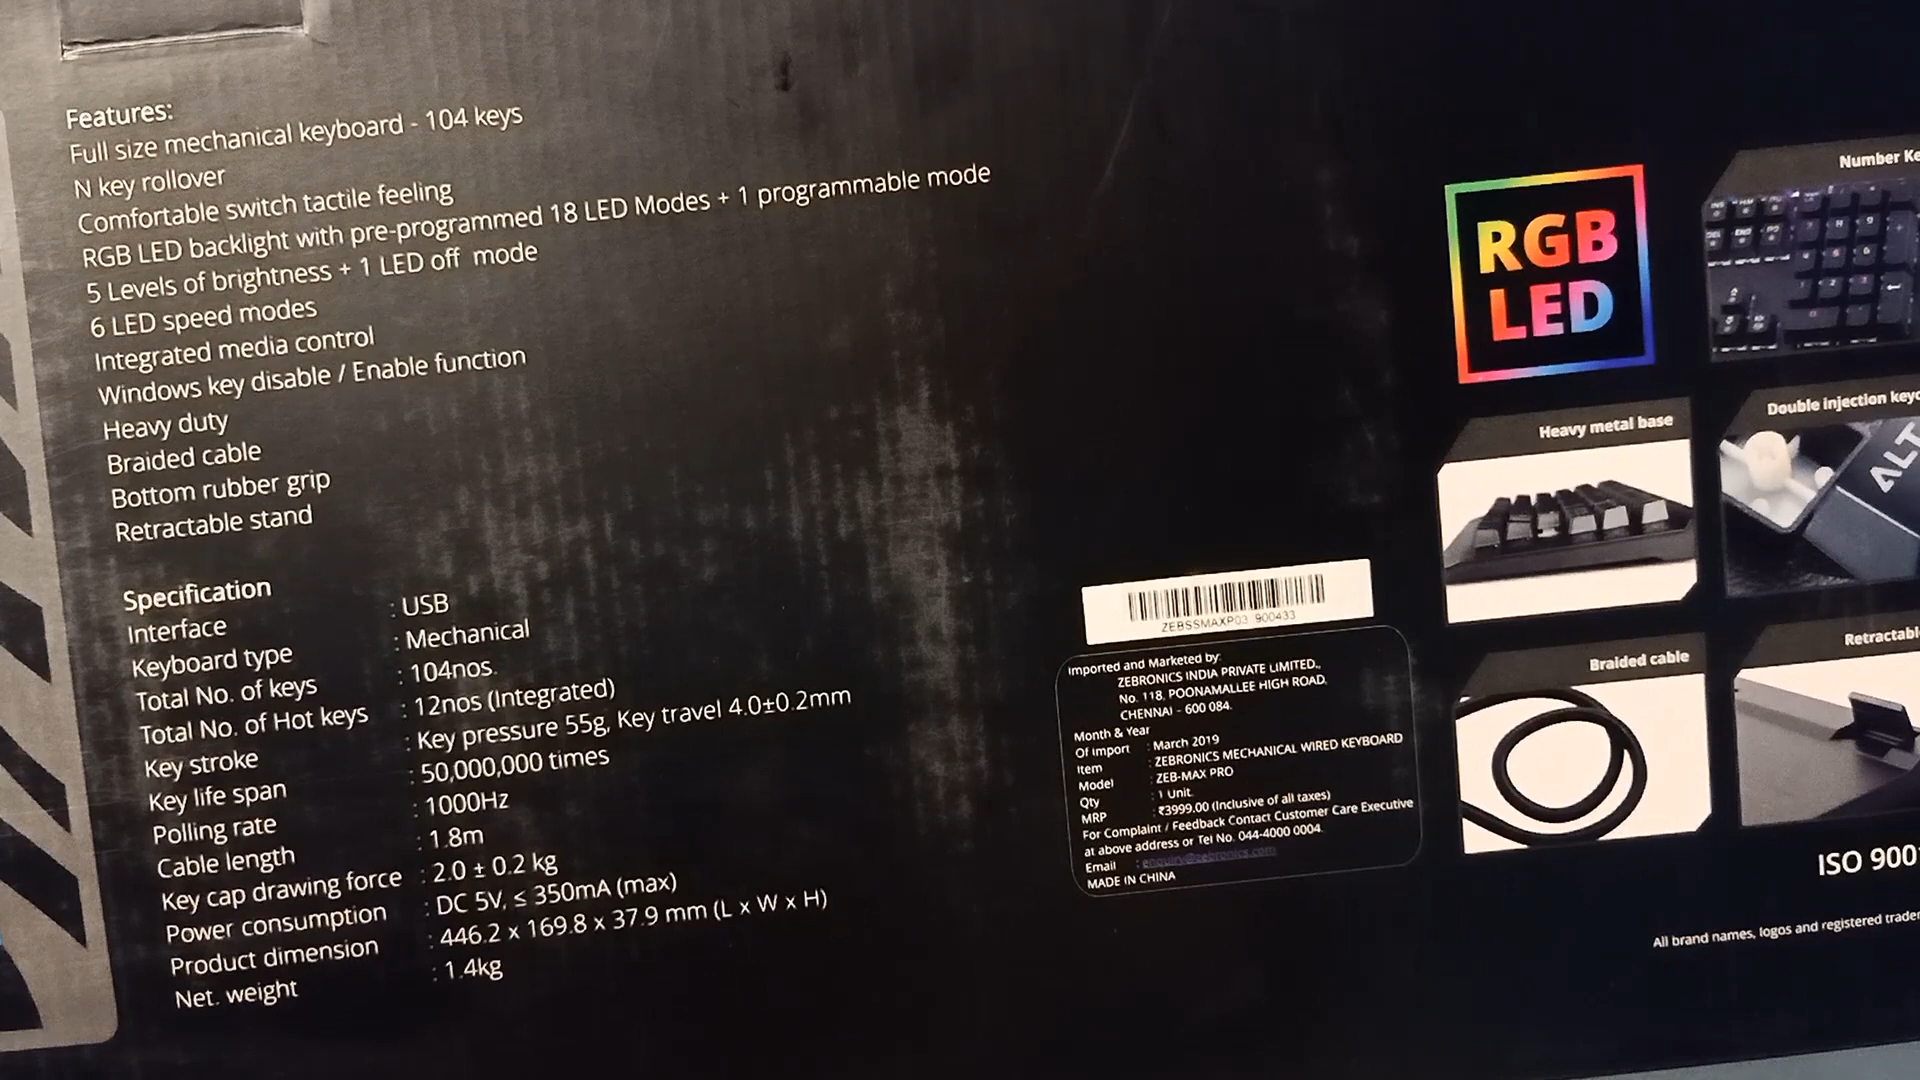 Features:
Full size mechanical keyboard - 104 keys
N key rollover
Comfortable switch tactile feeling
RGB LED backlight with pre-programmed 18 LED Modes + 1 programmable mode
5 Levels of brightness + 1 LED off mode
6 LED speed modes
Integrated media control
Windows key disable / Enable function
Heavy duty
Braided cable
Bottom rubber grip
Retractable stand
Specification
Interface : USB
Keyboard type : Mechanical
Total No. of keys : 104nos.
Total No. of Hot keys : 12nos (Integrated)
Key stroke : Key pressure 55g, Key travel 4.0±0.2mm
Key life span : 50,000,000 times
Polling rate : 1000Hz
Cable length : 1.8m
Key cap drawing force : 2.0 ± 0.2 kg
Power consumption : DC 5V, ≤ 350mA (max)
Product dimension : 446.2 x 169.8 x 37.9 mm (L x W x H)
Net. weight : 1.4kg
ZEBSSMAXP03 900433
Imported and Marketed by:
ZEBRONICS INDIA PRIVATE LIMITED.,
No. 118, POONAMALLEE HIGH ROAD,
CHENNAI - 600 084.
Month & Year
Of import : March 2019
Item : ZEBRONICS MECHANICAL WIRED KEYBOARD
Model : ZEB-MAX PRO
Qty : 1 Unit.
MRP : ₹3999.00 (Inclusive of all taxes)
For Complaint / Feedback Contact Customer Care Executive
at above address or Tel No. 044-4000 0004.
Email : enquiry@zebronics.com
MADE IN CHINA
RGB
LED
Number Ke
Heavy metal base
Double injection keyc
ALT
Braided cable
Retractabl
ISO 900
All brand names, logos and registered trader